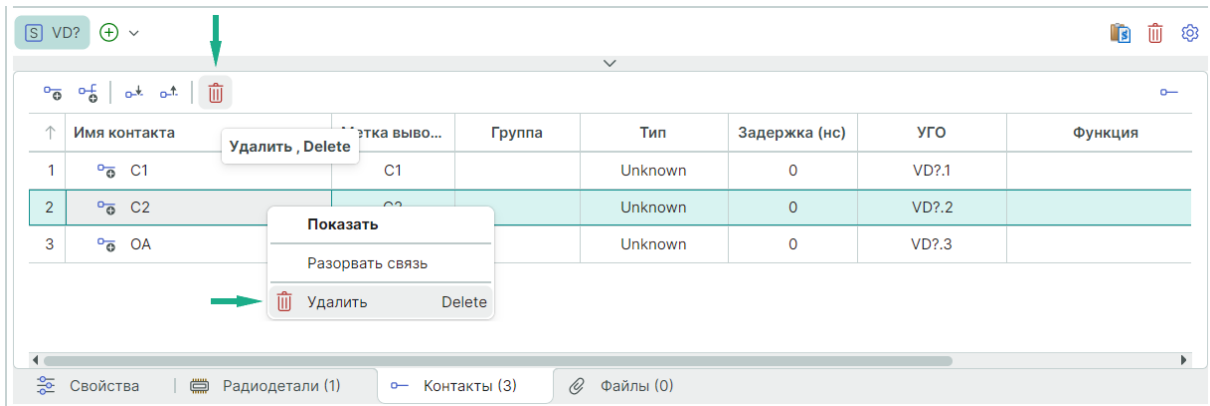 S VD?
Имя контакта Метка выво... Группа Тип Задержка (нс) УГО Функция
Удалить , Delete
1 C1 C1 Unknown 0 VD?.1
2 C2 C2 Unknown 0 VD?.2
Показать
3 OA Unknown 0 VD?.3
Разорвать связь
Удалить Delete
Свойства Радиодетали (1) Контакты (3) Файлы (0)